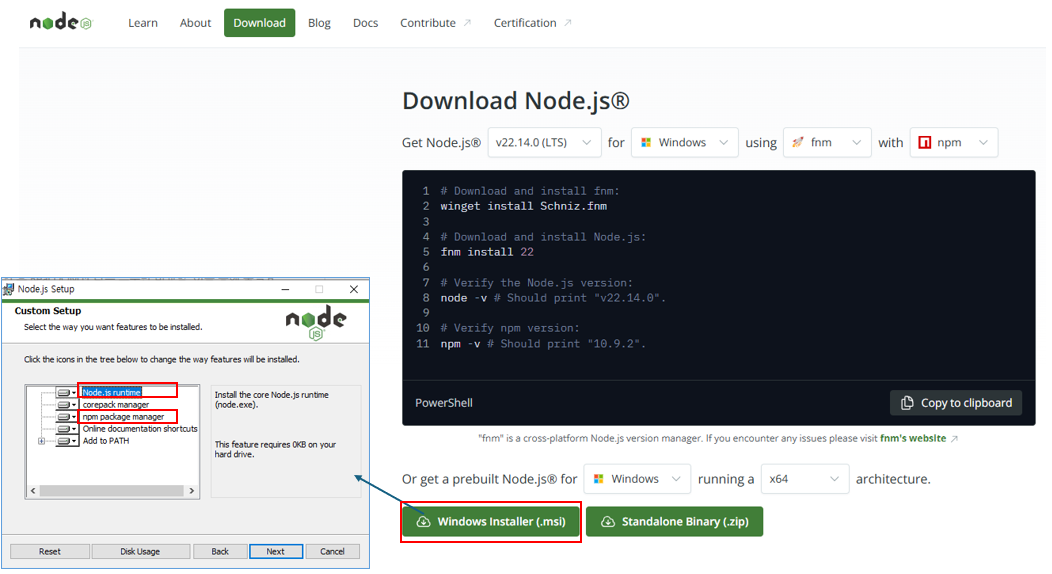 node JS
Learn About Download Blog Docs Contribute Certification
Download Node.js®
Get Node.js® v22.14.0 (LTS) for Windows using fnm with npm
1 # Download and install fnm:
2 winget install Schniz.fnm
3
4 # Download and install Node.js:
5 fnm install 22
6
7 # Verify the Node.js version:
8 node -v # Should print "v22.14.0".
9
10 # Verify npm version:
11 npm -v # Should print "10.9.2".
PowerShell Copy to clipboard
"fnm" is a cross-platform Node.js version manager. If you encounter any issues please visit fnm's website
Or get a prebuilt Node.js® for Windows running a x64 architecture.
Windows Installer (.msi) Standalone Binary (.zip)
Node.js Setup
Custom Setup
Select the way you want features to be installed.
node JS
Click the icons in the tree below to change the way features will be installed.
Node.js runtime
corepack manager
npm package manager
Online documentation shortcuts
Add to PATH
Install the core Node.js runtime
(node.exe).
This feature requires 0KB on your
hard drive.
Reset Disk Usage Back Next Cancel